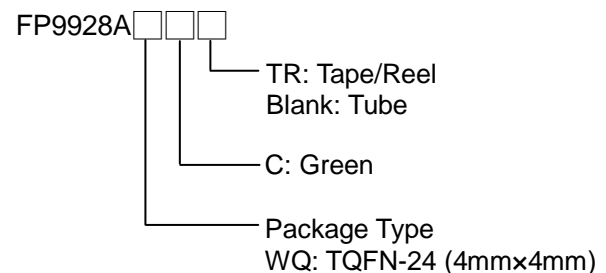 FP9928A□□□
TR: Tape/Reel
Blank: Tube
C: Green
Package Type
WQ: TQFN-24 (4mm×4mm)